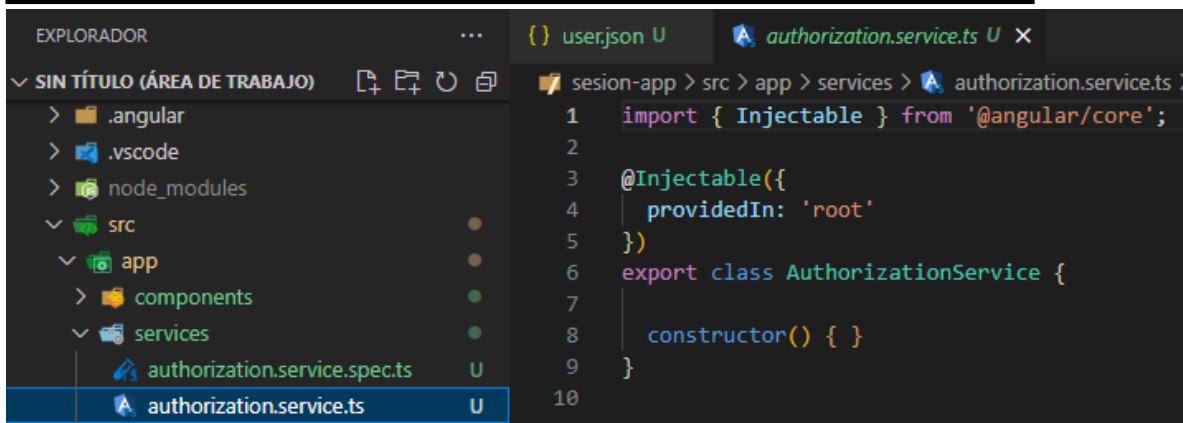 EXPLORADOR ...
SIN TÍTULO (ÁREA DE TRABAJO)
.angular
.vscode
node_modules
src
app
components
services
authorization.service.spec.ts U
authorization.service.ts U
{} user.json U authorization.service.ts U ×
sesion-app > src > app > services > authorization.service.ts >
1 import { Injectable } from '@angular/core';
2
3 @Injectable({
4 providedIn: 'root'
5 })
6 export class AuthorizationService {
7
8 constructor() { }
9 }
10